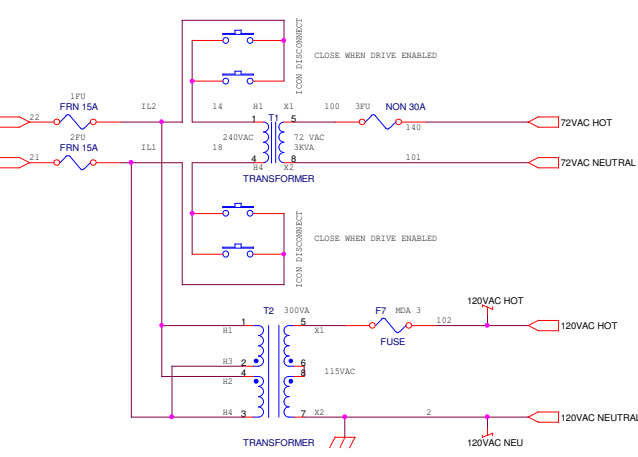 ICON DISCONNECT
CLOSE WHEN DRIVE ENABLED
1FU
FRN 15A
IL2
14
H1
X1
100
3FU
NON 30A
22
1
T1
5
140
72VAC HOT
2FU
FRN 15A
IL1
18
240VAC
72 VAC
3KVA
21
4
8
101
72VAC NEUTRAL
H4
X2
TRANSFORMER
ICON DISCONNECT
CLOSE WHEN DRIVE ENABLED
120VAC HOT
T2
300VA
F7
MDA 3
1
5
102
120VAC HOT
H1
X1
FUSE
H3
2
6
4
8
115VAC
H2
H4
3
7
X2
2
120VAC NEUTRAL
TRANSFORMER
120VAC NEU